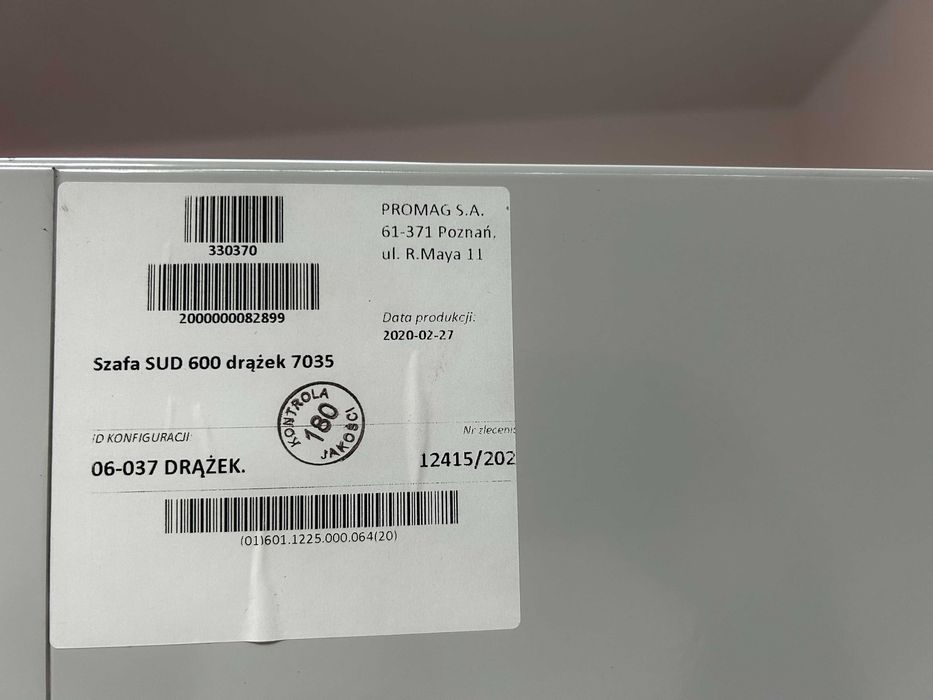 330370
2000000082899
PROMAG S.A.
61-371 Poznań,
ul. R.Maya 11
Data produkcji:
2020-02-27
Szafa SUD 600 drążek 7035
KONTROLA
180
JAKOŚCI
ID KONFIGURACJI:
06-037 DRĄŻEK.
Nr zleceni
12415/202
(01)601.1225.000.064(20)